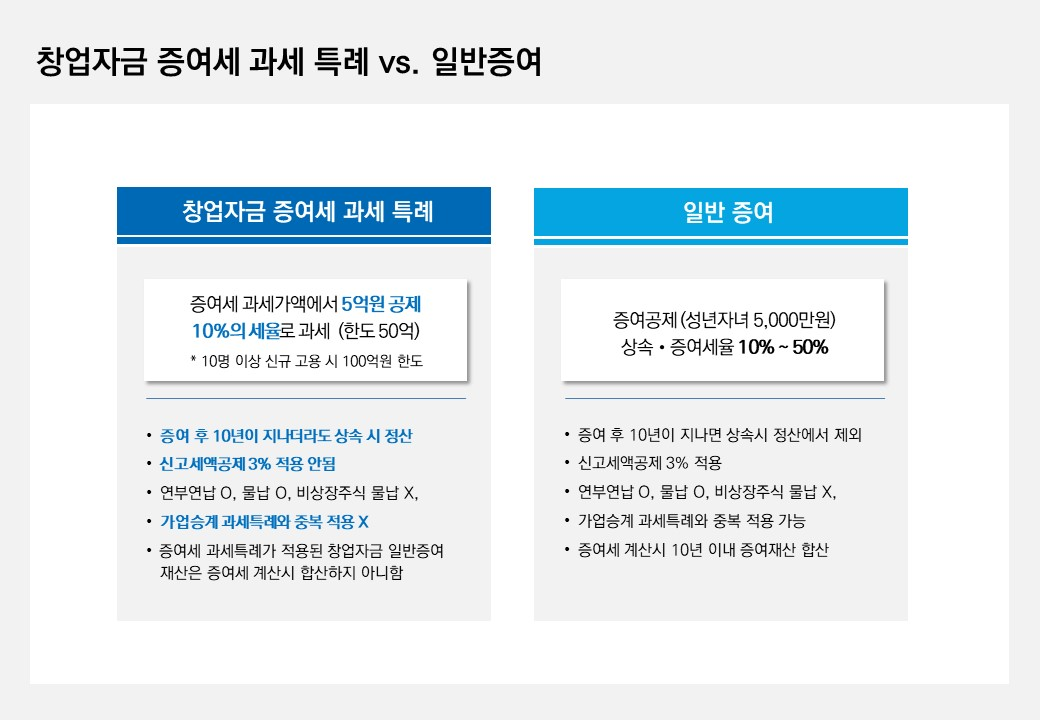 창업자금 증여세 과세 특례 vs. 일반증여
창업자금 증여세 과세 특례
증여세 과세가액에서 5억원 공제
10%의 세율로 과세 (한도 50억)
* 10명 이상 신규 고용 시 100억원 한도
• 증여 후 10년이 지나더라도 상속 시 정산
• 신고세액공제 3% 적용 안됨
• 연부연납 O, 물납 O, 비상장주식 물납 X,
• 가업승계 과세특례와 중복 적용 X
• 증여세 과세특례가 적용된 창업자금 일반증여
재산은 증여세 계산시 합산하지 아니함
일반 증여
증여공제 (성년자녀 5,000만원)
상속 • 증여세율 10% ~ 50%
• 증여 후 10년이 지나면 상속시 정산에서 제외
• 신고세액공제 3% 적용
• 연부연납 O, 물납 O, 비상장주식 물납 X,
• 가업승계 과세특례와 중복 적용 가능
• 증여세 계산시 10년 이내 증여재산 합산